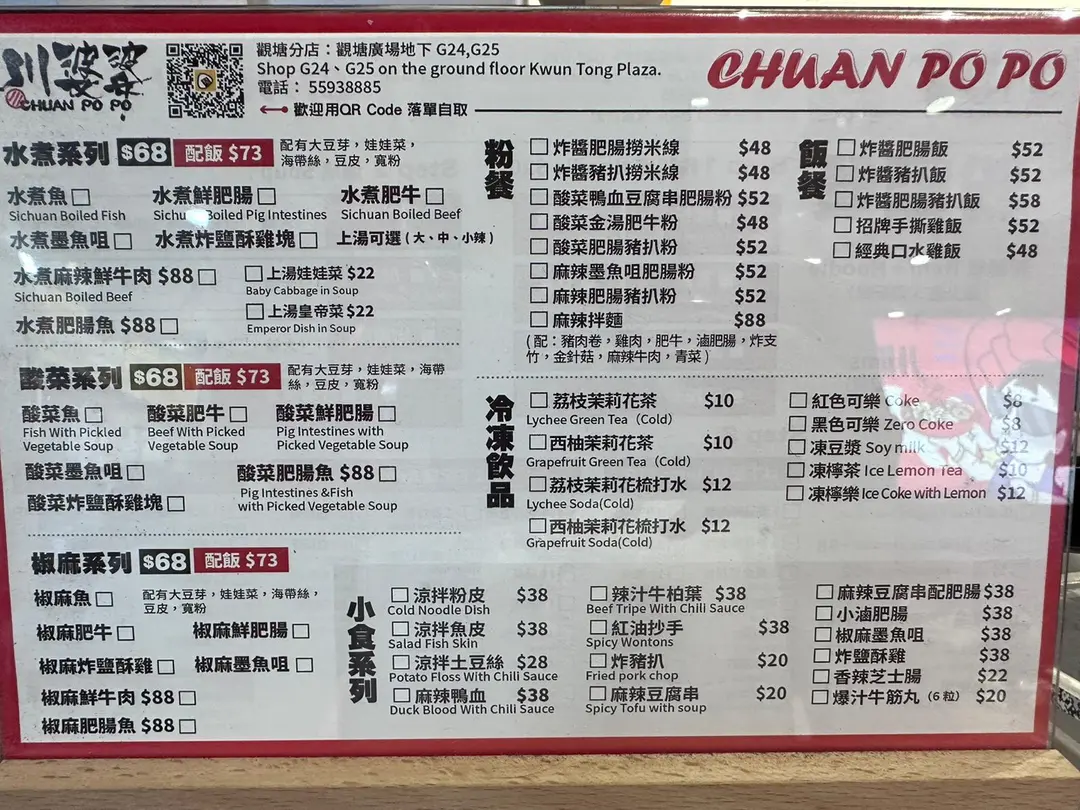 川婆婆
CHUAN PO PO
觀塘分店：觀塘廣場地下 G24,G25
Shop G24、G25 on the ground floor Kwun Tong Plaza.
電話： 55938885
歡迎用QR Code 落單自取
CHUAN PO PO
水煮系列 $68 配飯 $73
配有大豆芽，娃娃菜，
海帶絲，豆皮，寬粉
水煮魚 水煮鮮肥腸 水煮肥牛
Sichuan Boiled Fish Sichuan Boiled Pig Intestines Sichuan Boiled Beef
水煮墨魚咀 水煮炸鹽酥雞塊 上湯可選 ( 大、中、小辣 )
水煮麻辣鮮牛肉 $88
Sichuan Boiled Beef
上湯娃娃菜 $22
Baby Cabbage in Soup
水煮肥腸魚 $88
上湯皇帝菜 $22
Emperor Dish in Soup
酸菜系列 $68 配飯 $73
配有大豆芽，娃娃菜，海帶
絲，豆皮，寬粉
酸菜魚 酸菜肥牛 酸菜鮮肥腸
Fish With Pickled Beef With Picked Pig Intestines with
Vegetable Soup Vegetable Soup Picked Vegetable Soup
酸菜墨魚咀 酸菜肥腸魚 $88
Pig Intestines &Fish
with Picked Vegetable Soup
酸菜炸鹽酥雞塊
椒麻系列 $68 配飯 $73
椒麻魚
配有大豆芽，娃娃菜，海帶絲，
豆皮，寬粉
椒麻肥牛 椒麻鮮肥腸
椒麻炸鹽酥雞 椒麻墨魚咀
椒麻鮮牛肉 $88
椒麻肥腸魚 $88
粉餐
炸醬肥腸撈米線 $48
炸醬豬扒撈米線 $48
酸菜鴨血豆腐串肥腸粉 $52
酸菜金湯肥牛粉 $48
酸菜肥腸豬扒粉 $52
麻辣墨魚咀肥腸粉 $52
麻辣肥腸豬扒粉 $52
麻辣拌麵 $88
( 配：豬肉卷，雞肉，肥牛，滷肥腸，炸支
竹，金針菇，麻辣牛肉，青菜 )
飯餐
炸醬肥腸飯 $52
炸醬豬扒飯 $52
炸醬肥腸豬扒飯 $58
招牌手撕雞飯 $52
經典口水雞飯 $48
冷凍飲品
荔枝茉莉花茶 $10
Lychee Green Tea（Cold）
西柚茉莉花茶 $10
Grapefruit Green Tea（Cold）
荔枝茉莉花梳打水 $12
Lychee Soda(Cold)
西柚茉莉花梳打水 $12
Grapefruit Soda(Cold)
紅色可樂 Coke $8
黑色可樂 Zero Coke $8
凍豆漿 Soy milk $12
凍檸茶 Ice Lemon Tea $10
凍檸樂 Ice Coke with Lemon $12
小食系列
涼拌粉皮 $38
Cold Noodle Dish
涼拌魚皮 $38
Salad Fish Skin
涼拌土豆絲 $28
Potato Floss With Chili Sauce
麻辣鴨血 $38
Duck Blood With Chili Sauce
辣汁牛柏葉 $38
Beef Tripe With Chili Sauce
紅油抄手 $38
Spicy Wontons
炸豬扒 $20
Fried pork chop
麻辣豆腐串 $20
Spicy Tofu with soup
麻辣豆腐串配肥腸 $38
小滷肥腸 $38
椒麻墨魚咀 $38
炸鹽酥雞 $38
香辣芝士腸 $22
爆汁牛筋丸（6 粒） $20